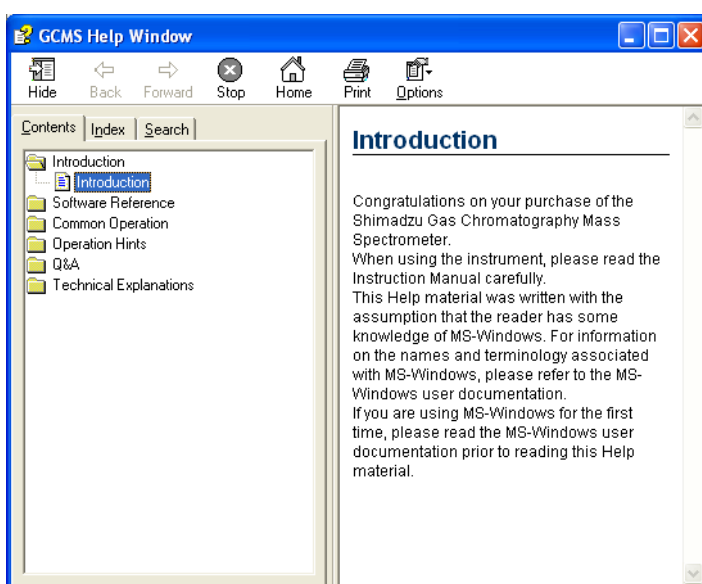 GCMS Help Window
Hide Back Forward Stop Home Print Options
Contents Index Search
Introduction
Introduction
Software Reference
Common Operation
Operation Hints
Q&A
Technical Explanations
Introduction
Congratulations on your purchase of the
Shimadzu Gas Chromatography Mass
Spectrometer.
When using the instrument, please read the
Instruction Manual carefully.
This Help material was written with the
assumption that the reader has some
knowledge of MS-Windows. For information
on the names and terminology associated
with MS-Windows, please refer to the MS-
Windows user documentation.
If you are using MS-Windows for the first
time, please read the MS-Windows user
documentation prior to reading this Help
material.